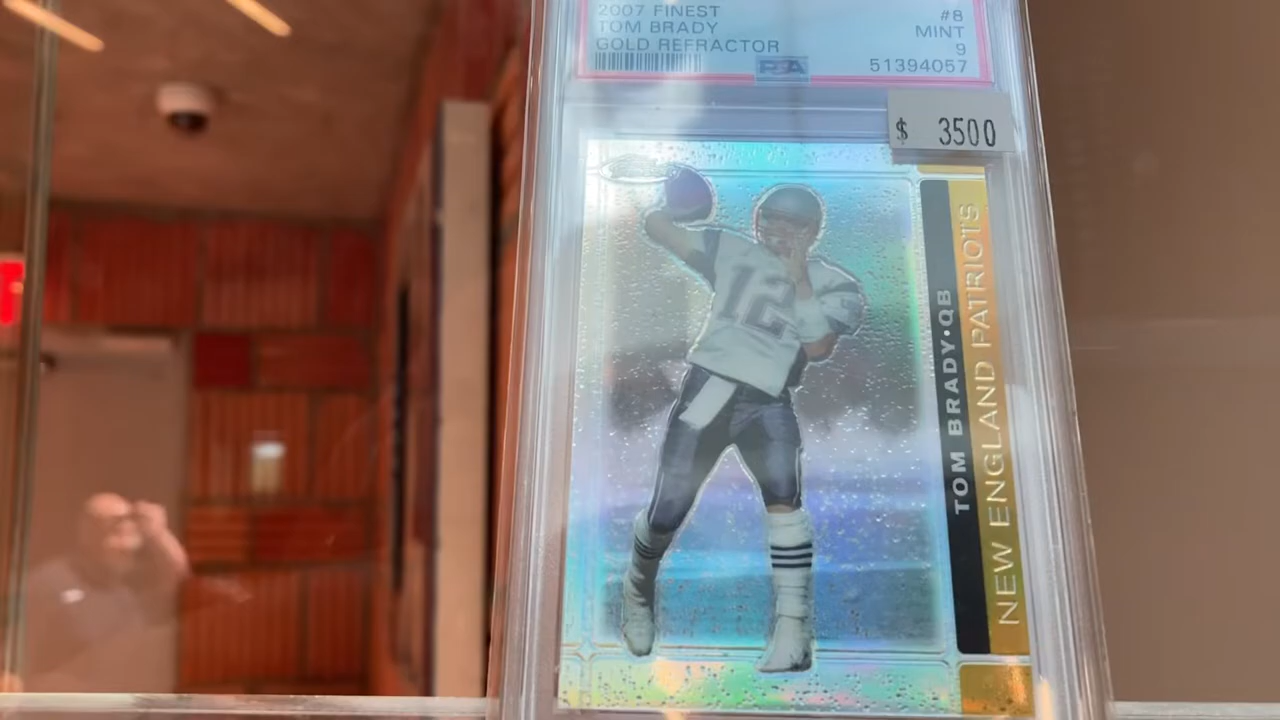 2007 FINEST #8
TOM BRADY MINT
GOLD REFRACTOR 9
PSA 51394057
$ 3500
12
TOM BRADY•QB
NEW ENGLAND PATRIOTS